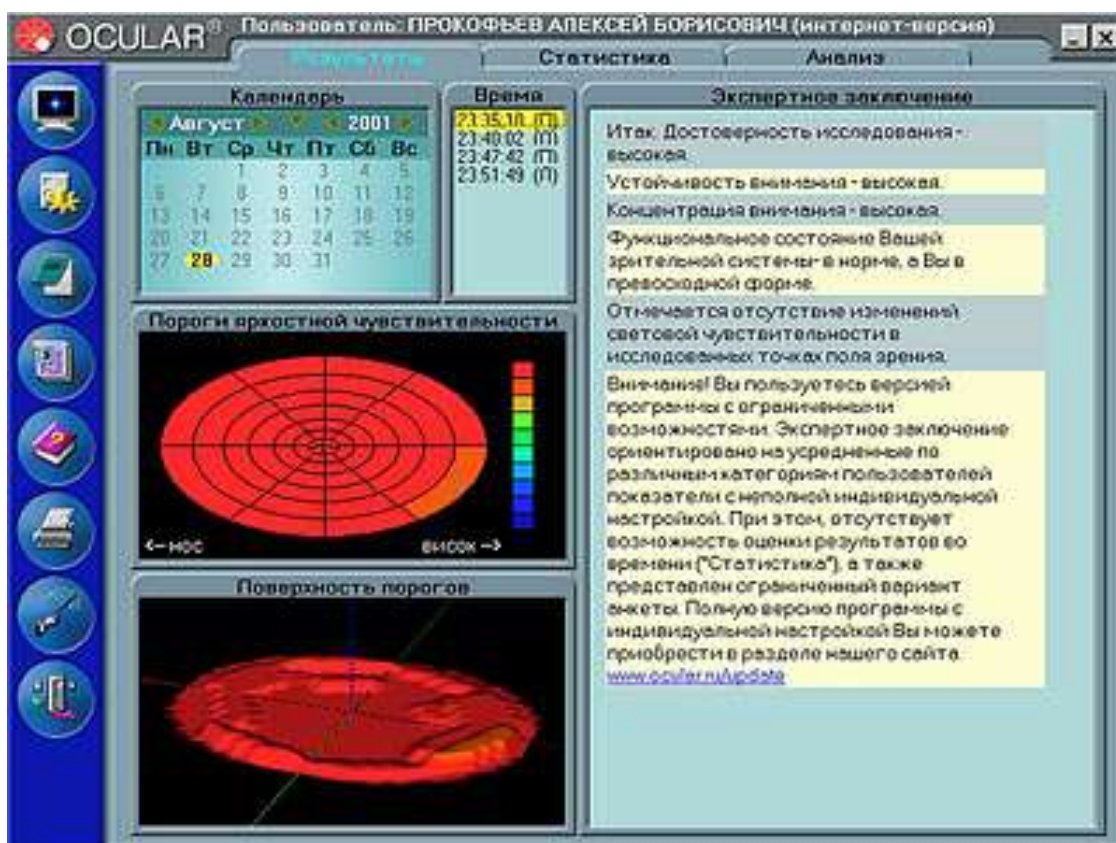 OCULAR®
Пользователь: ПРОКОФЬЕВ АЛЕКСЕЙ БОРИСОВИЧ (интернет-версия)
Результаты Статистика Анализ
Календарь
Август 2001
Пн Вт Ср Чт Пт Сб Вс
1 2 3 4 5
6 7 8 9 10 11 12
13 14 15 16 17 18 19
20 21 22 23 24 25 26
27 28 29 30 31
Время
23:35:18 (П)
23:40:02 (П)
23:47:42 (П)
23:51:49 (П)
Пороги яркостной чувствительности
<-- НОС ВИСОК -->
Поверхность порогов
Экспертное заключение
Итак: Достоверность исследования -
высокая.
Устойчивость внимания - высокая.
Концентрация внимания - высокая.
Функциональное состояние Вашей
зрительной системы- в норме, а Вы в
превосходной форме.
Отмечается отсутствие изменений
световой чувствительности в
исследованных точках поля зрения.
Внимание! Вы пользуетесь версией
программы с ограниченными
возможностями. Экспертное заключение
ориентировано на усредненные по
различным категориям пользователей
показатели с неполной индивидуальной
настройкой. При этом, отсутствует
возможность оценки результатов во
времени ("Статистика"), а также
представлен ограниченный вариант
анкеты. Полную версию программы с
индивидуальной настройкой Вы можете
приобрести в разделе нашего сайта
www.ocular.ru/update